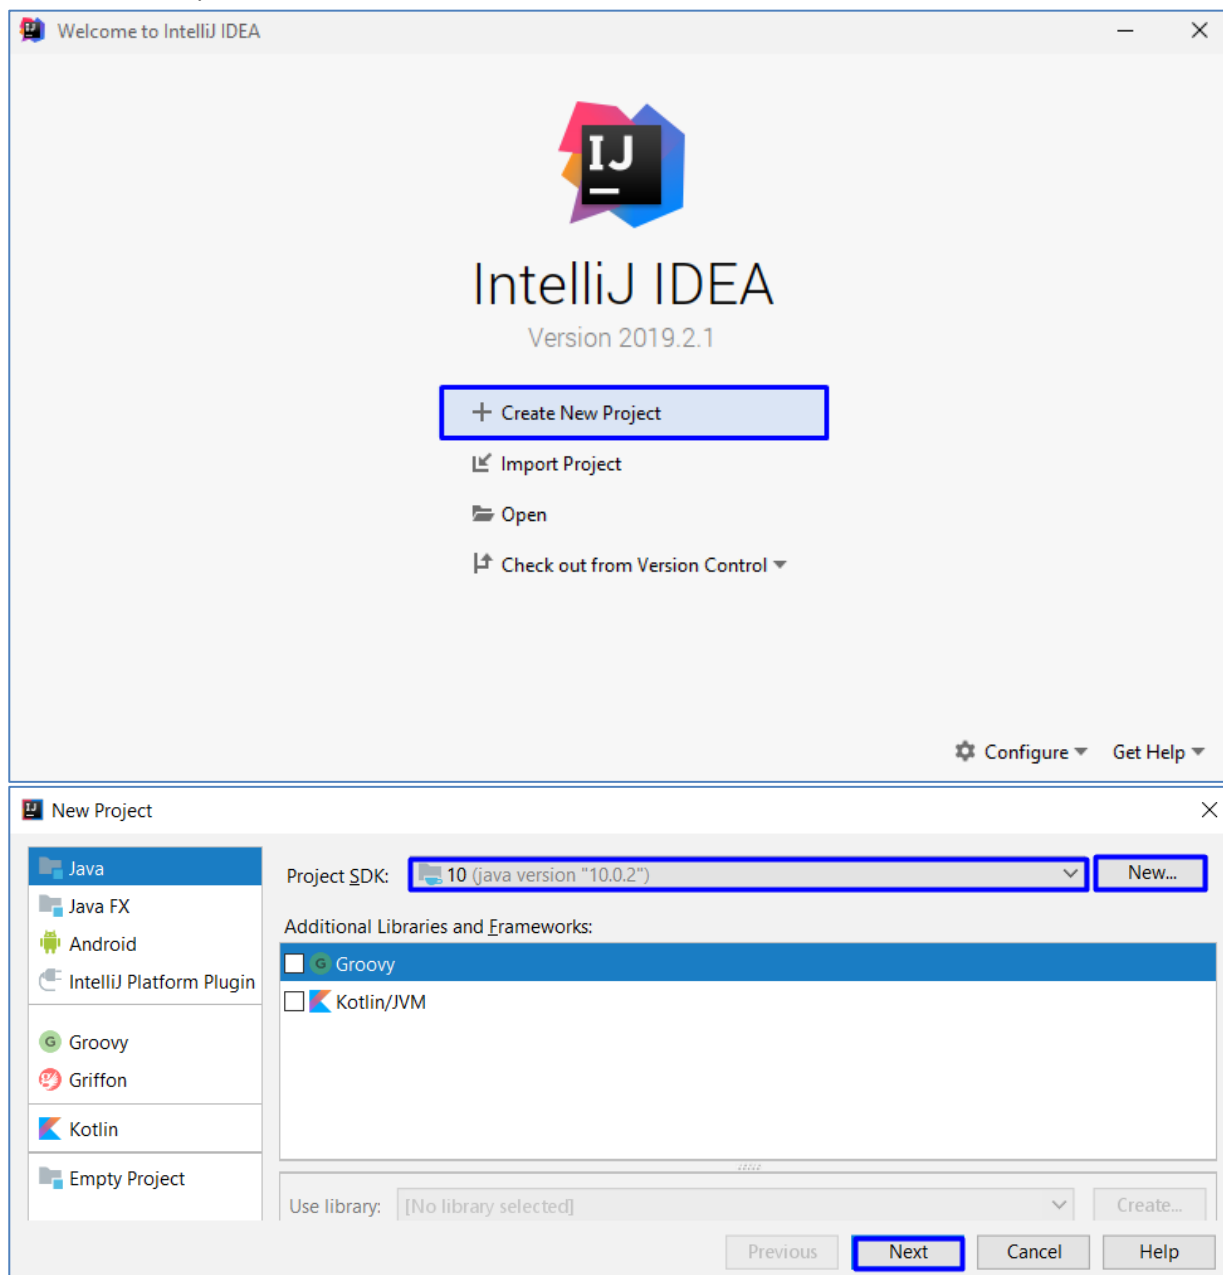 Welcome to IntelliJ IDEA
IJ
IntelliJ IDEA
Version 2019.2.1
Create New Project
Import Project
Open
Check out from Version Control
Configure Get Help
New Project
Java
Project SDK: 10 (java version "10.0.2") New...
Java FX
Additional Libraries and Frameworks:
Android
Groovy
IntelliJ Platform Plugin
Kotlin/JVM
G Groovy
Griffon
Kotlin
Empty Project
Use library: [No library selected] Create...
Previous Next Cancel Help